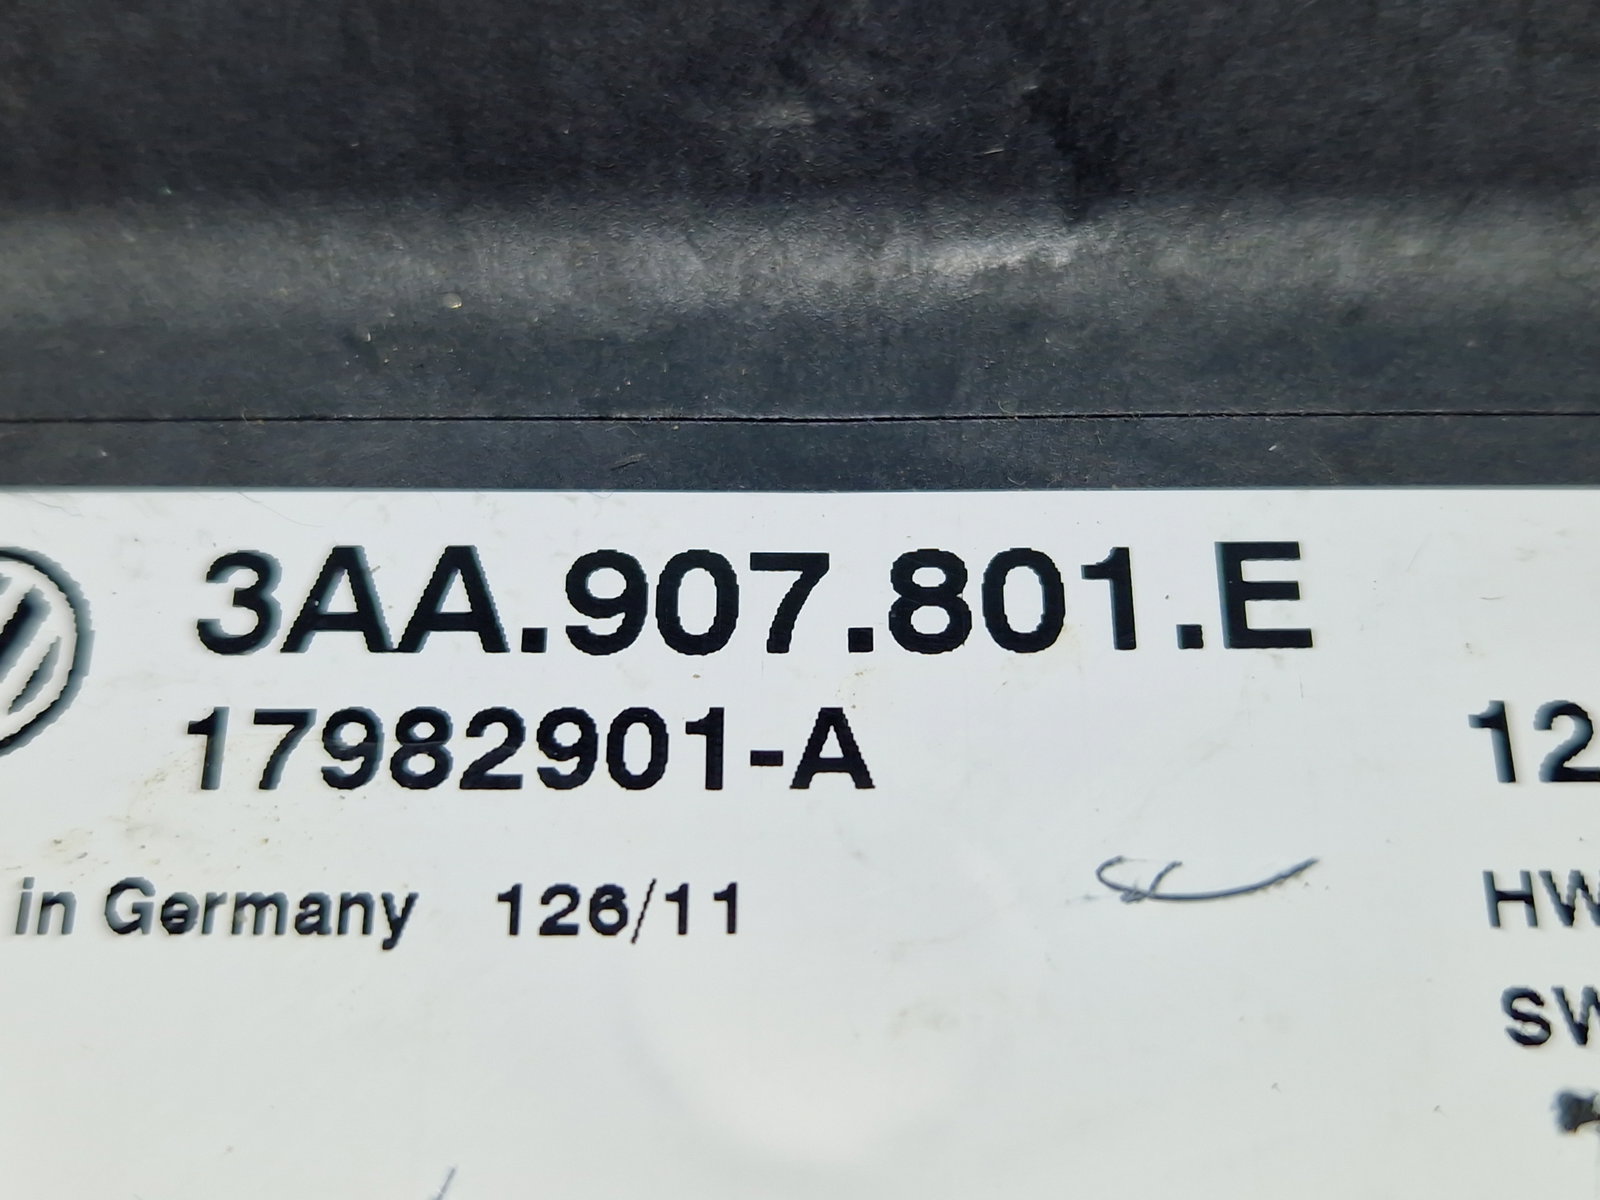 3AA.907.801.E
17982901-A 12
in Germany 126/11 HW
SW